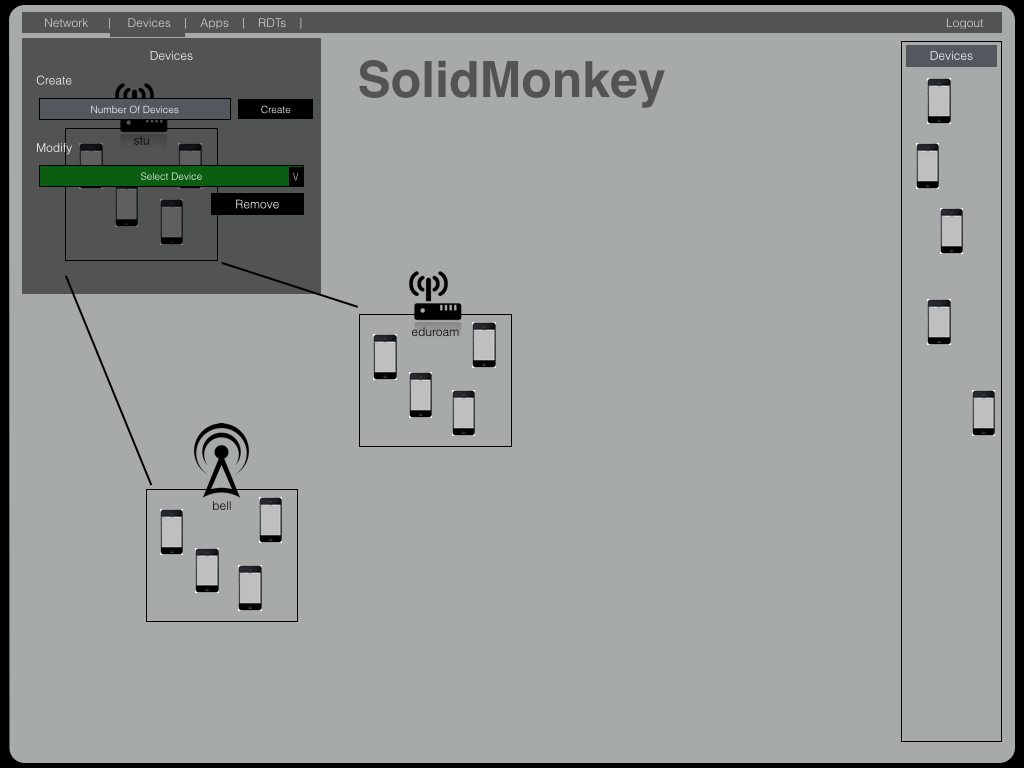 Network | Devices | Apps | RDTs | Logout
SolidMonkey
Devices
Create
Number Of Devices Create
stu
Modify
Select Device V
Remove
eduroam
bell
Devices